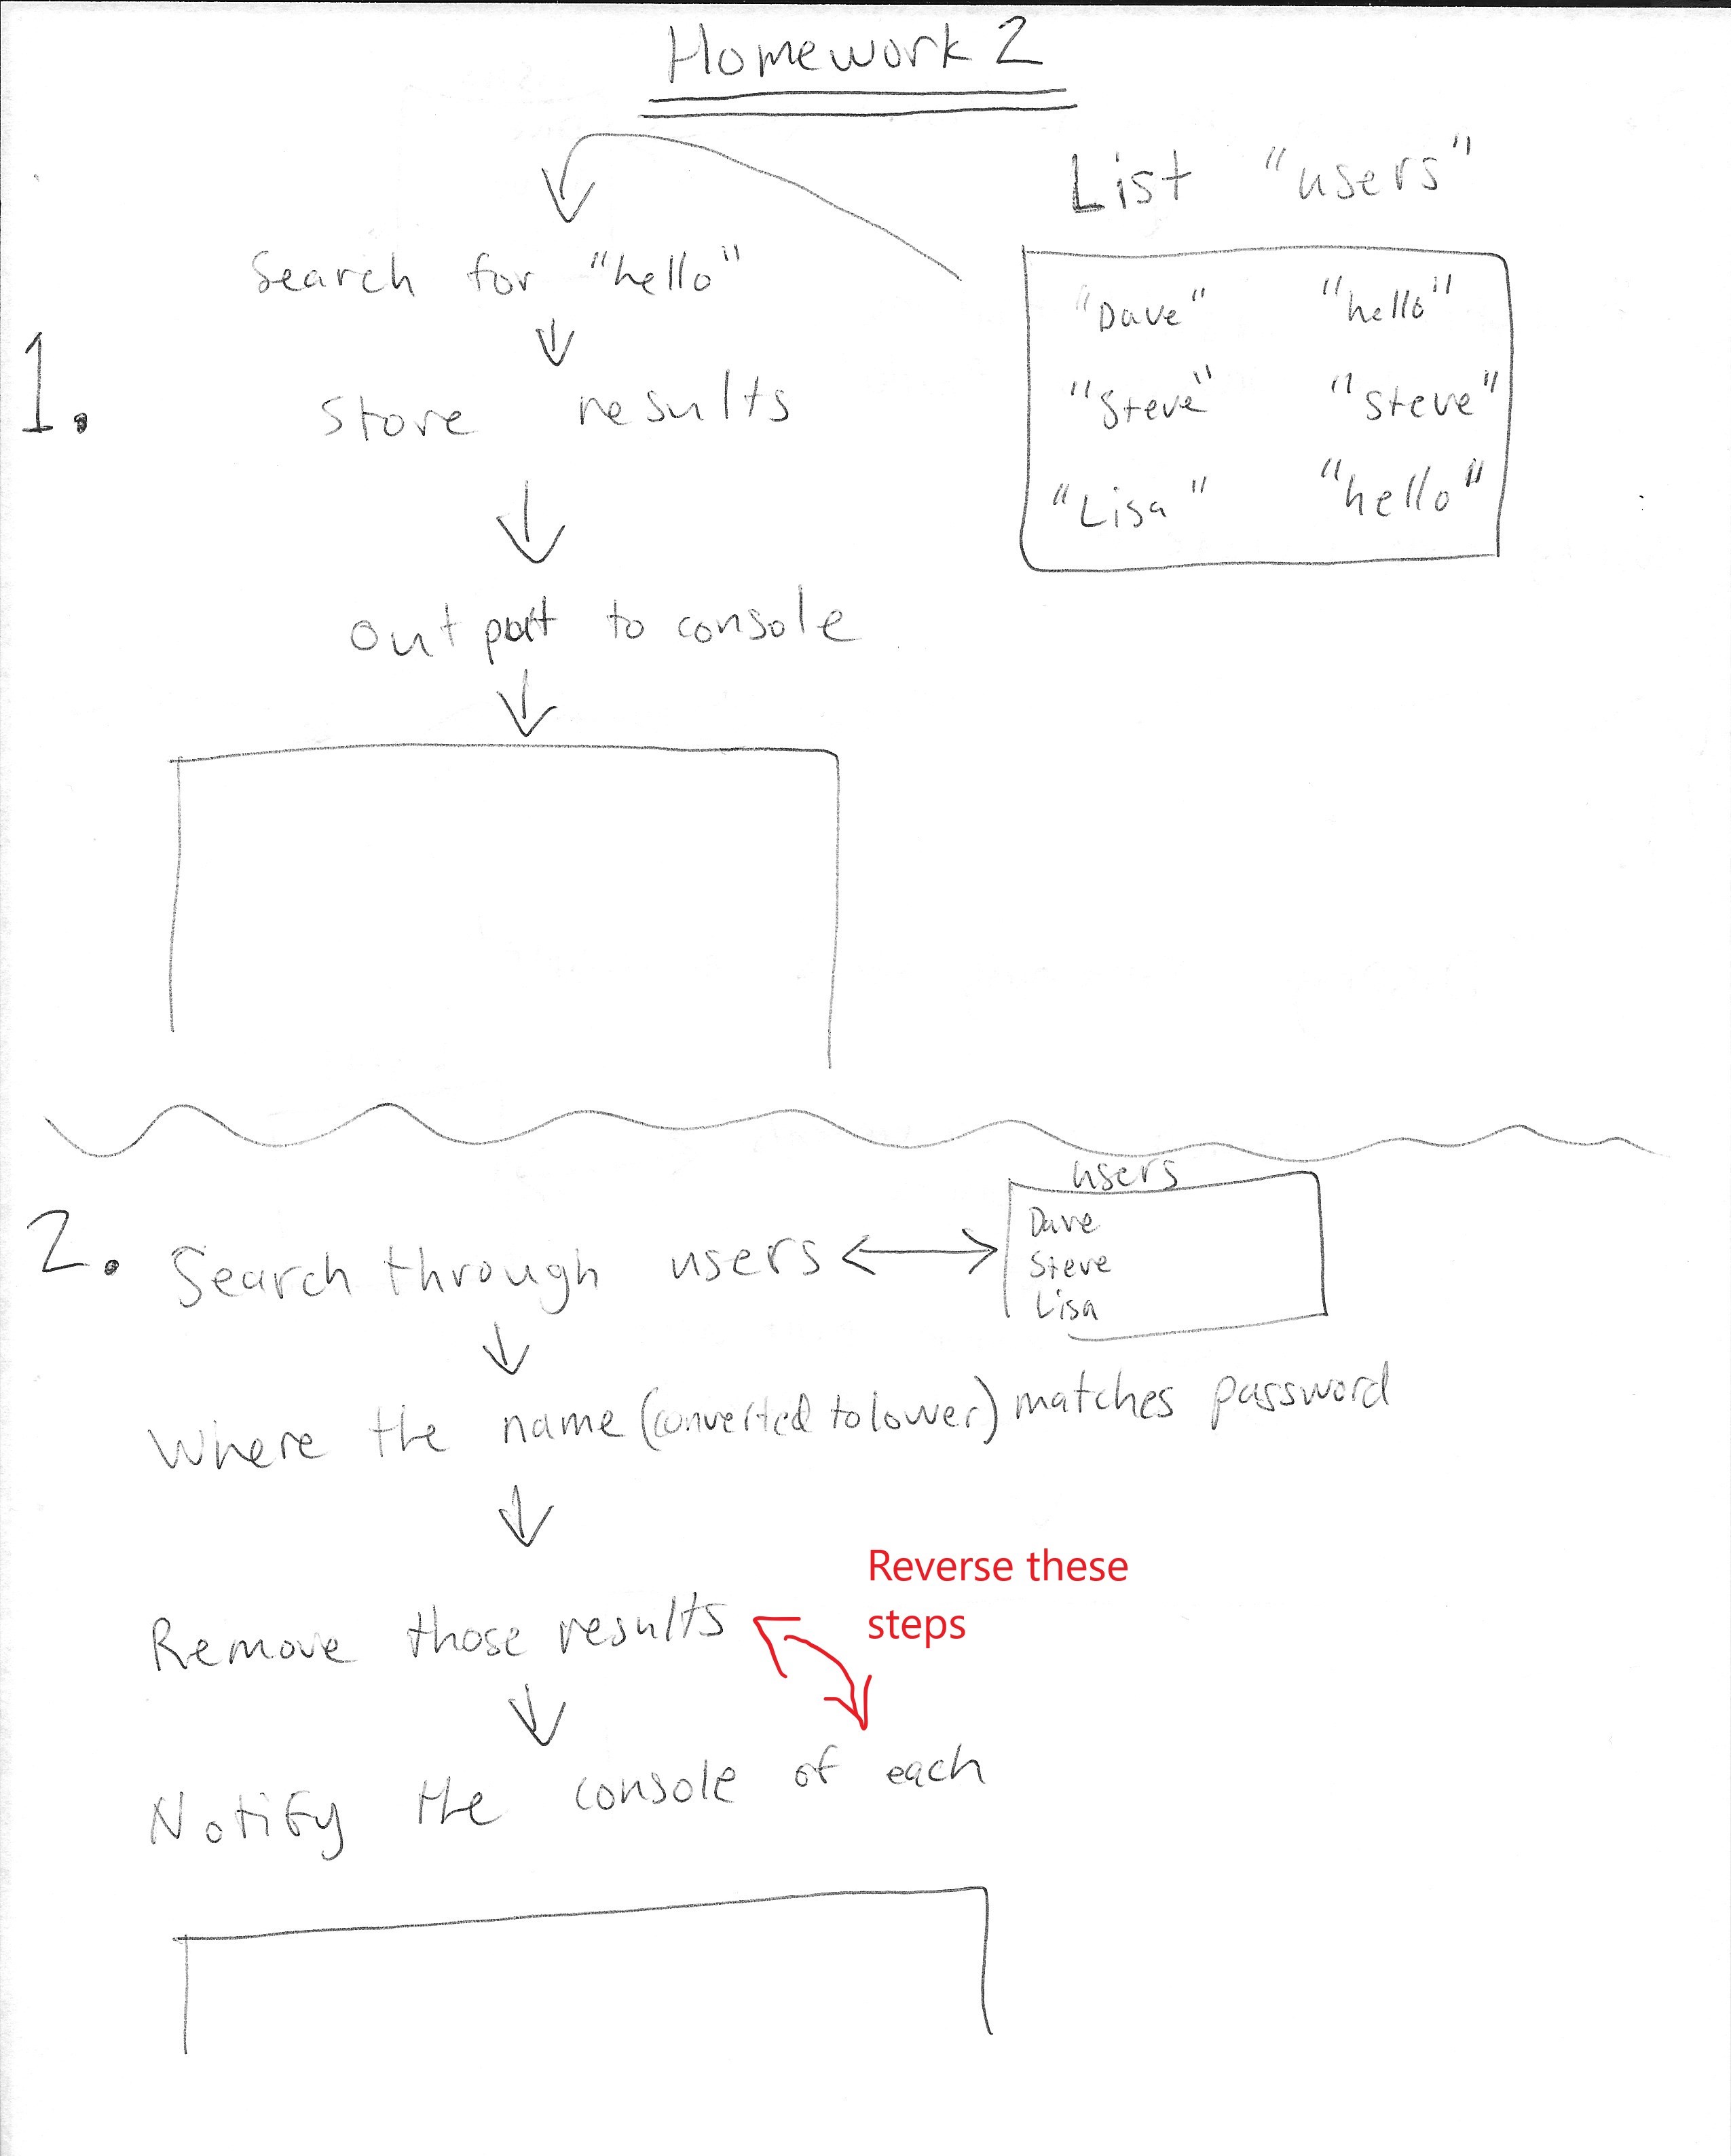 Homework 2
List "users"
Search for "hello"
"Dave" "hello"
1.
Store results
"Steve" "steve"
"Lisa" "hello"
output to console
users
Dave
Steve
Lisa
2. Search through users
Where the name (converted to lower) matches password
Reverse these
steps
Remove those results
Notify the console of each